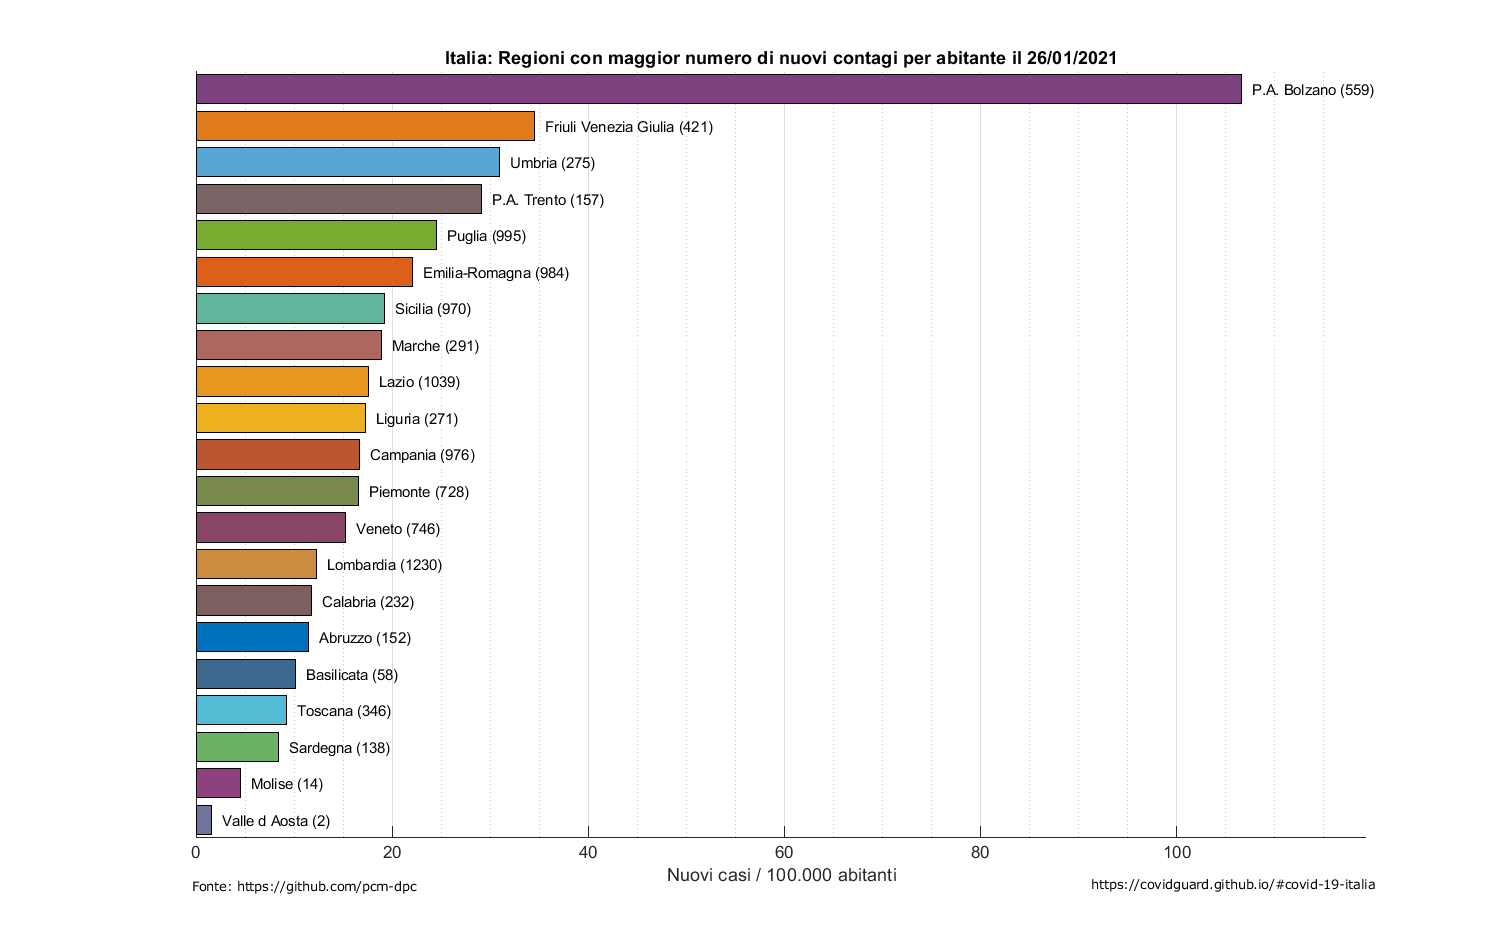 Italia: Regioni con maggior numero di nuovi contagi per abitante il 26/01/2021
P.A. Bolzano (559)
Friuli Venezia Giulia (421)
Umbria (275)
P.A. Trento (157)
Puglia (995)
Emilia-Romagna (984)
Sicilia (970)
Marche (291)
Lazio (1039)
Liguria (271)
Campania (976)
Piemonte (728)
Veneto (746)
Lombardia (1230)
Calabria (232)
Abruzzo (152)
Basilicata (58)
Toscana (346)
Sardegna (138)
Molise (14)
Valle d Aosta (2)
0 20 40 60 80 100
Nuovi casi / 100.000 abitanti
Fonte: https://github.com/pcm-dpc
https://covidguard.github.io/#covid-19-italia